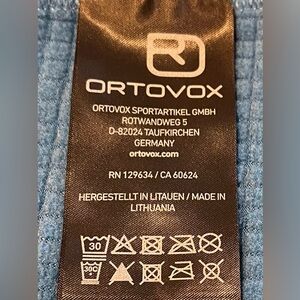 ORTOVOX
ORTOVOX SPORTARTIKEL GMBH
ROTWANDWEG 5
D-82024 TAUFKIRCHEN
GERMANY
ortovox.com
RN 129634 / CA 60624
HERGESTELLT IN LITAUEN / MADE IN
LITHUANIA
30
30C